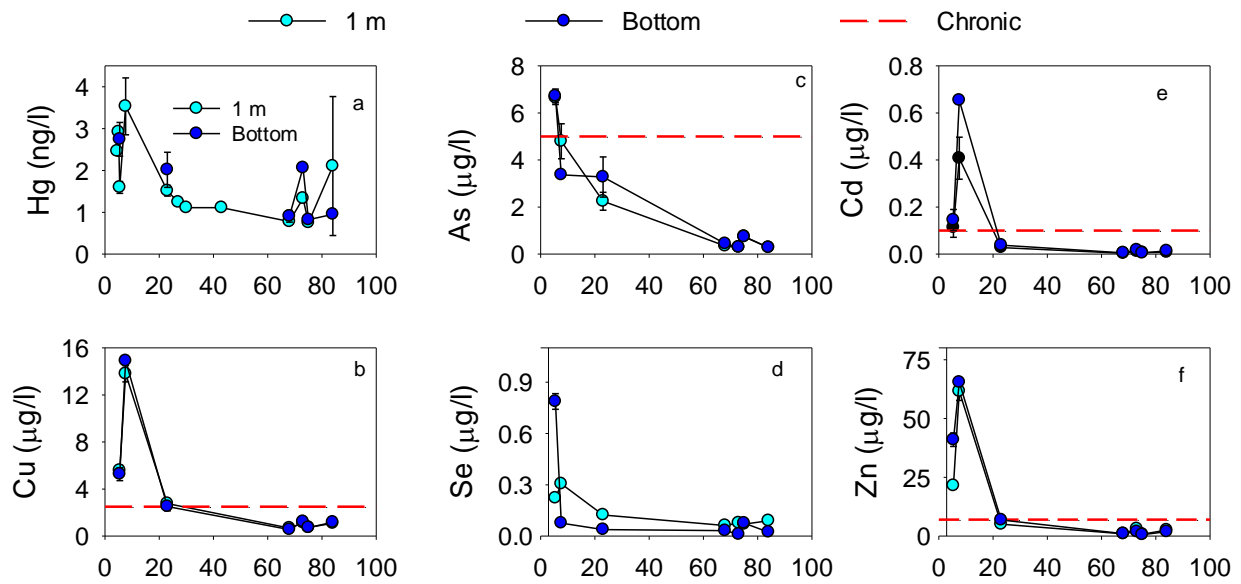 1 m Bottom Chronic
Hg (ng/l)
4
3
2
1
0
a
1 m
Bottom
0 20 40 60 80 100
As (µg/l)
8
6
4
2
0
c
0 20 40 60 80 100
Cd (µg/l)
0.8
0.6
0.4
0.2
0.0
e
0 20 40 60 80 100
Cu (µg/l)
16
12
8
4
0
b
0 20 40 60 80 100
Se (µg/l)
0.9
0.6
0.3
0.0
d
0 20 40 60 80 100
Zn (µg/l)
75
50
25
0
f
0 20 40 60 80 100